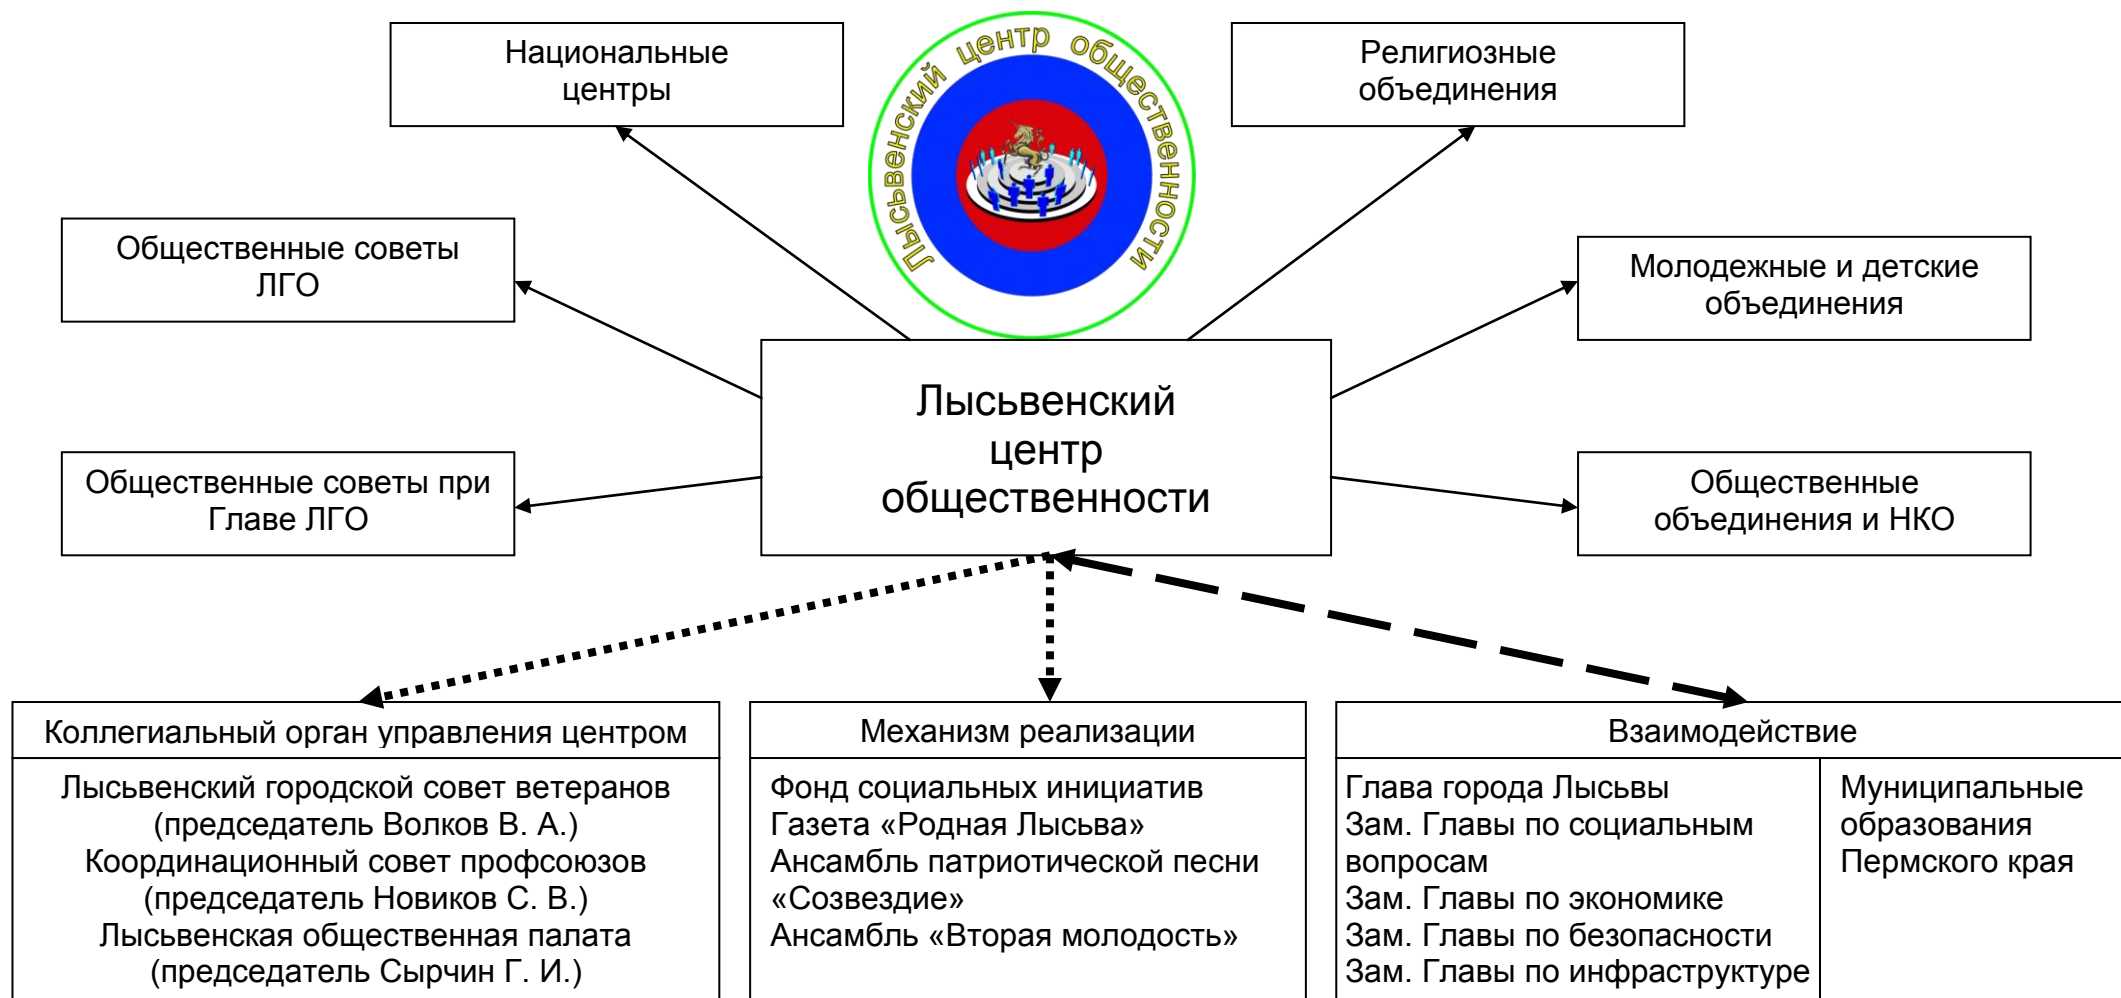 Национальные
центры
Лысьвенский центр общественности
Религиозные
объединения
Общественные советы
ЛГО
Молодежные и детские
объединения
Лысьвенский
центр
общественности
Общественные советы при
Главе ЛГО
Общественные
объединения и НКО
Коллегиальный орган управления центром
Лысьвенский городской совет ветеранов
(председатель Волков В. А.)
Координационный совет профсоюзов
(председатель Новиков С. В.)
Лысьвенская общественная палата
(председатель Сырчин Г. И.)
Механизм реализации
Фонд социальных инициатив
Газета «Родная Лысьва»
Ансамбль патриотической песни
«Созвездие»
Ансамбль «Вторая молодость»
Взаимодействие
Глава города Лысьвы
Зам. Главы по социальным
вопросам
Зам. Главы по экономике
Зам. Главы по безопасности
Зам. Главы по инфраструктуре
Муниципальные
образования
Пермского края